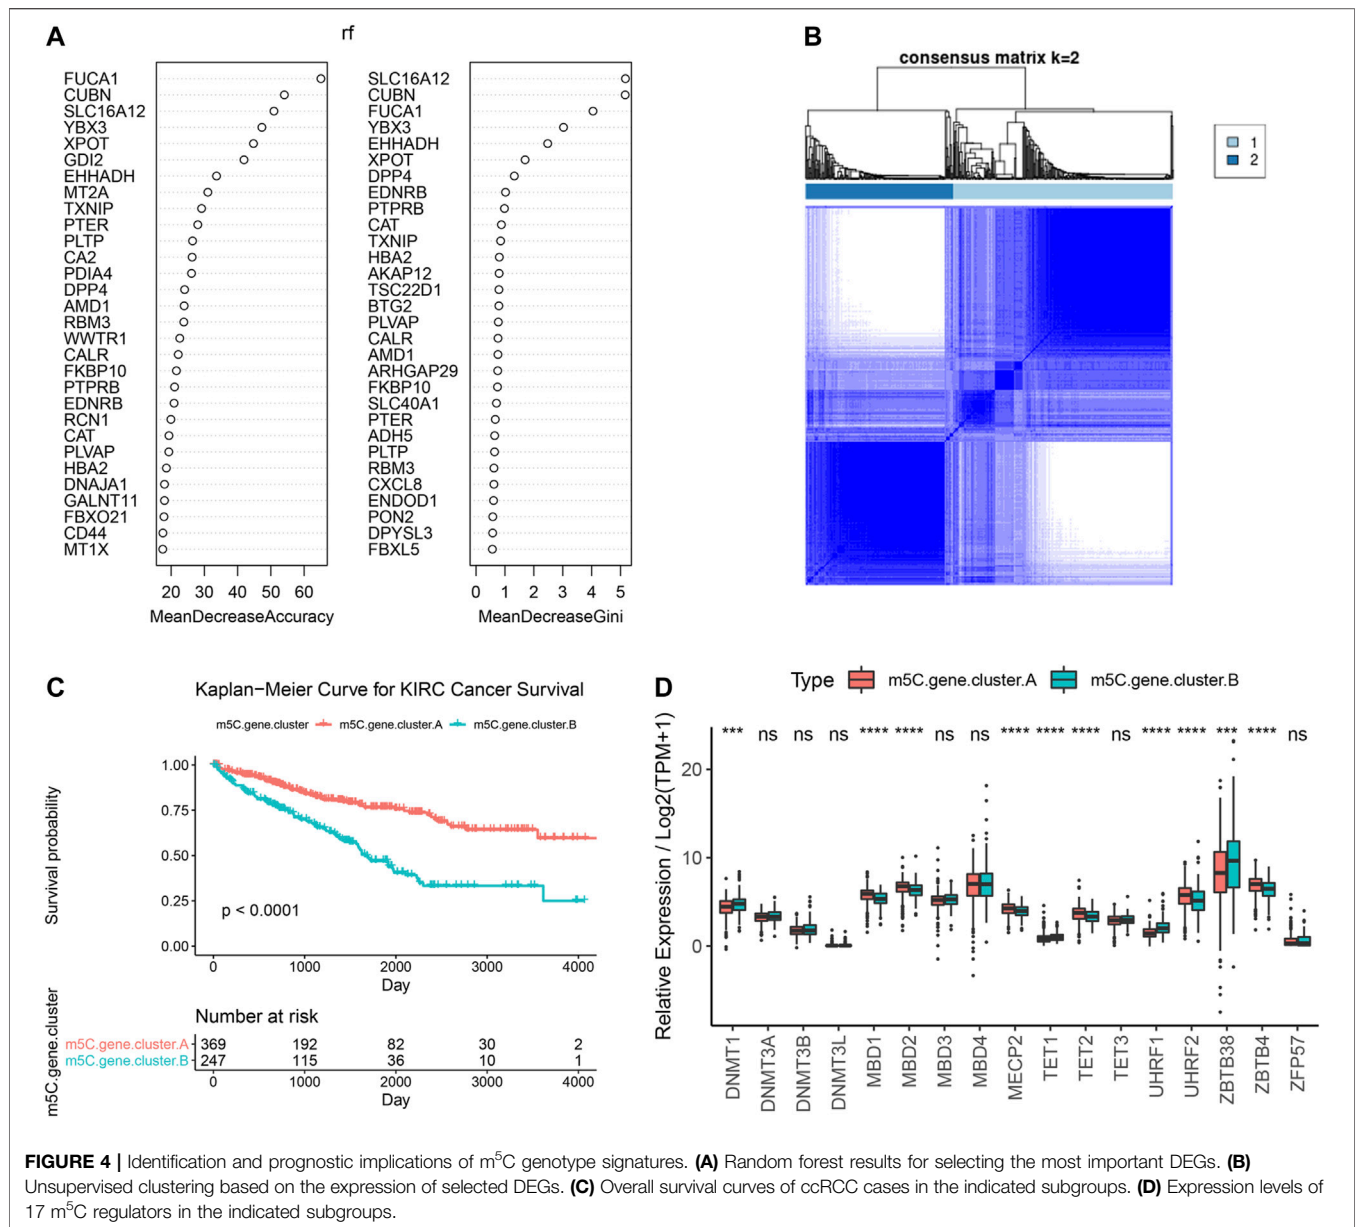 A
rf
FUCA1
CUBN
SLC16A12
YBX3
XPOT
GDI2
EHHADH
MT2A
TXNIP
PTER
PLTP
CA2
PDIA4
DPP4
AMD1
RBM3
WWTR1
CALR
FKBP10
PTPRB
EDNRB
RCN1
CAT
PLVAP
HBA2
DNAJA1
GALNT11
FBXO21
CD44
MT1X
20 30 40 50 60
MeanDecreaseAccuracy
SLC16A12
CUBN
FUCA1
YBX3
EHHADH
XPOT
DPP4
EDNRB
PTPRB
CAT
TXNIP
HBA2
AKAP12
TSC22D1
BTG2
PLVAP
CALR
AMD1
ARHGAP29
FKBP10
SLC40A1
PTER
ADH5
PLTP
RBM3
CXCL8
ENDOD1
PON2
DPYSL3
FBXL5
0 1 2 3 4 5
MeanDecreaseGini
B
consensus matrix k=2
1
2
C
Kaplan−Meier Curve for KIRC Cancer Survival
m5C.gene.cluster m5C.gene.cluster.A m5C.gene.cluster.B
Survival probability
1.00
0.75
0.50
0.25
0.00
p < 0.0001
0 1000 2000 3000 4000
Day
Number at risk
m5C.gene.cluster
m5C.gene.cluster.A 369 192 82 30 2
m5C.gene.cluster.B 247 115 36 10 1
0 1000 2000 3000 4000
Day
D
Type m5C.gene.cluster.A m5C.gene.cluster.B
Relative Expression / Log2(TPM+1)
*** ns ns ns **** **** ns ns **** **** **** ns **** **** *** **** ns
20
10
0
DNMT1
DNMT3A
DNMT3B
DNMT3L
MBD1
MBD2
MBD3
MBD4
MECP2
TET1
TET2
TET3
UHRF1
UHRF2
ZBTB38
ZBTB4
ZFP57
FIGURE 4 | Identification and prognostic implications of m⁵C genotype signatures. (A) Random forest results for selecting the most important DEGs. (B)
Unsupervised clustering based on the expression of selected DEGs. (C) Overall survival curves of ccRCC cases in the indicated subgroups. (D) Expression levels of
17 m⁵C regulators in the indicated subgroups.